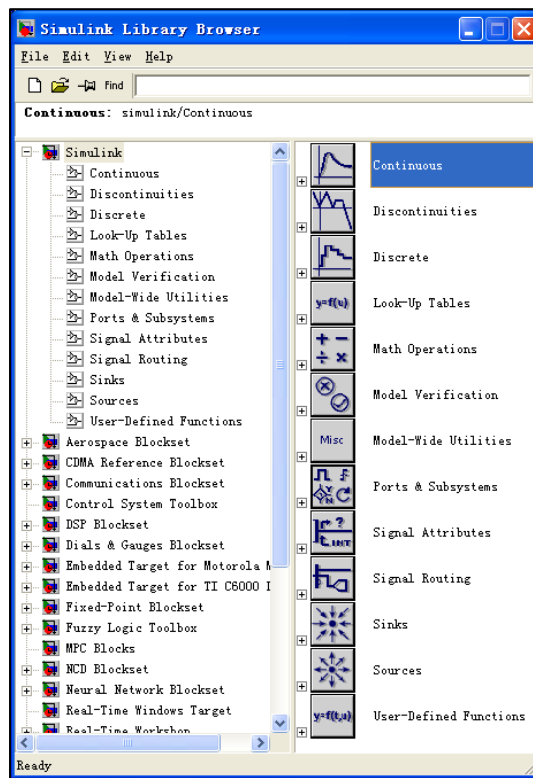 Simulink Library Browser
File Edit View Help
Find
Continuous: simulink/Continuous
Simulink
Continuous
Discontinuities
Discrete
Look-Up Tables
Math Operations
Model Verification
Model-Wide Utilities
Ports & Subsystems
Signal Attributes
Signal Routing
Sinks
Sources
User-Defined Functions
Aerospace Blockset
CDMA Reference Blockset
Communications Blockset
Control System Toolbox
DSP Blockset
Dials & Gauges Blockset
Embedded Target for Motorola M
Embedded Target for TI C6000 I
Fixed-Point Blockset
Fuzzy Logic Toolbox
MPC Blocks
NCD Blockset
Neural Network Blockset
Real-Time Windows Target
Real-Time Workshop
Continuous
Discontinuities
Discrete
y=f(u) Look-Up Tables
Math Operations
Model Verification
Misc Model-Wide Utilities
Ports & Subsystems
INT Signal Attributes
Signal Routing
Sinks
Sources
y=f(t,u) User-Defined Functions
Ready